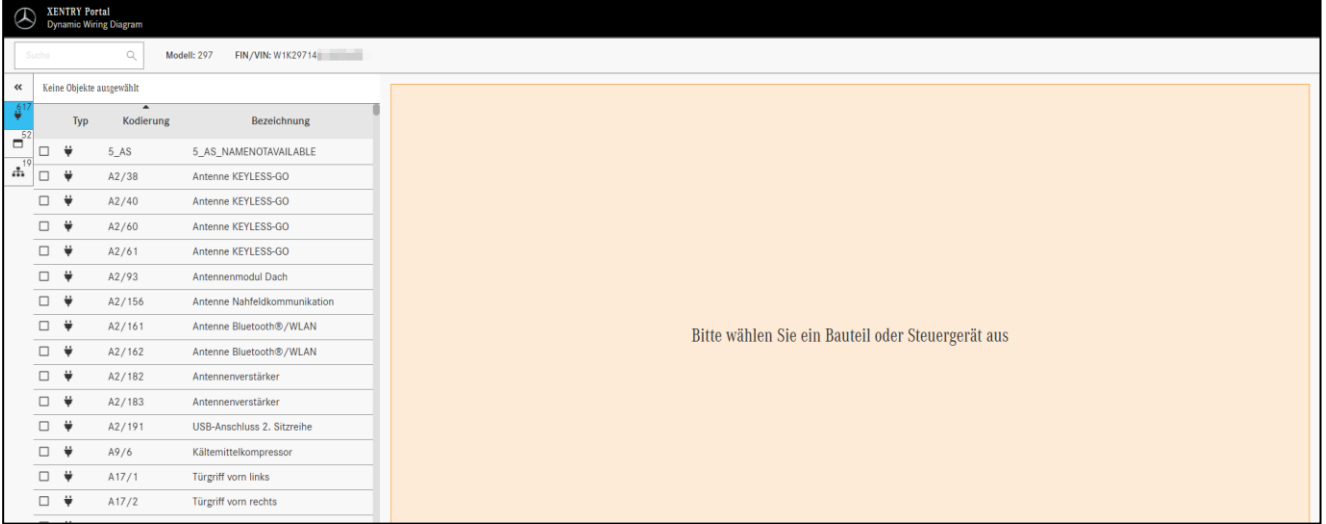 XENTRY Portal
Dynamic Wiring Diagram
Suche
Modell: 297 FIN/VIN: W1K29714
«
Keine Objekte ausgewählt
617
52
19
Typ Kodierung Bezeichnung
5_AS 5_AS_NAMENOTAVAILABLE
A2/38 Antenne KEYLESS-GO
A2/40 Antenne KEYLESS-GO
A2/60 Antenne KEYLESS-GO
A2/61 Antenne KEYLESS-GO
A2/93 Antennenmodul Dach
A2/156 Antenne Nahfeldkommunikation
A2/161 Antenne Bluetooth®/WLAN
A2/162 Antenne Bluetooth®/WLAN
A2/182 Antennenverstärker
A2/183 Antennenverstärker
A2/191 USB-Anschluss 2. Sitzreihe
A9/6 Kältemittelkompressor
A17/1 Türgriff vorn links
A17/2 Türgriff vorn rechts
Bitte wählen Sie ein Bauteil oder Steuergerät aus